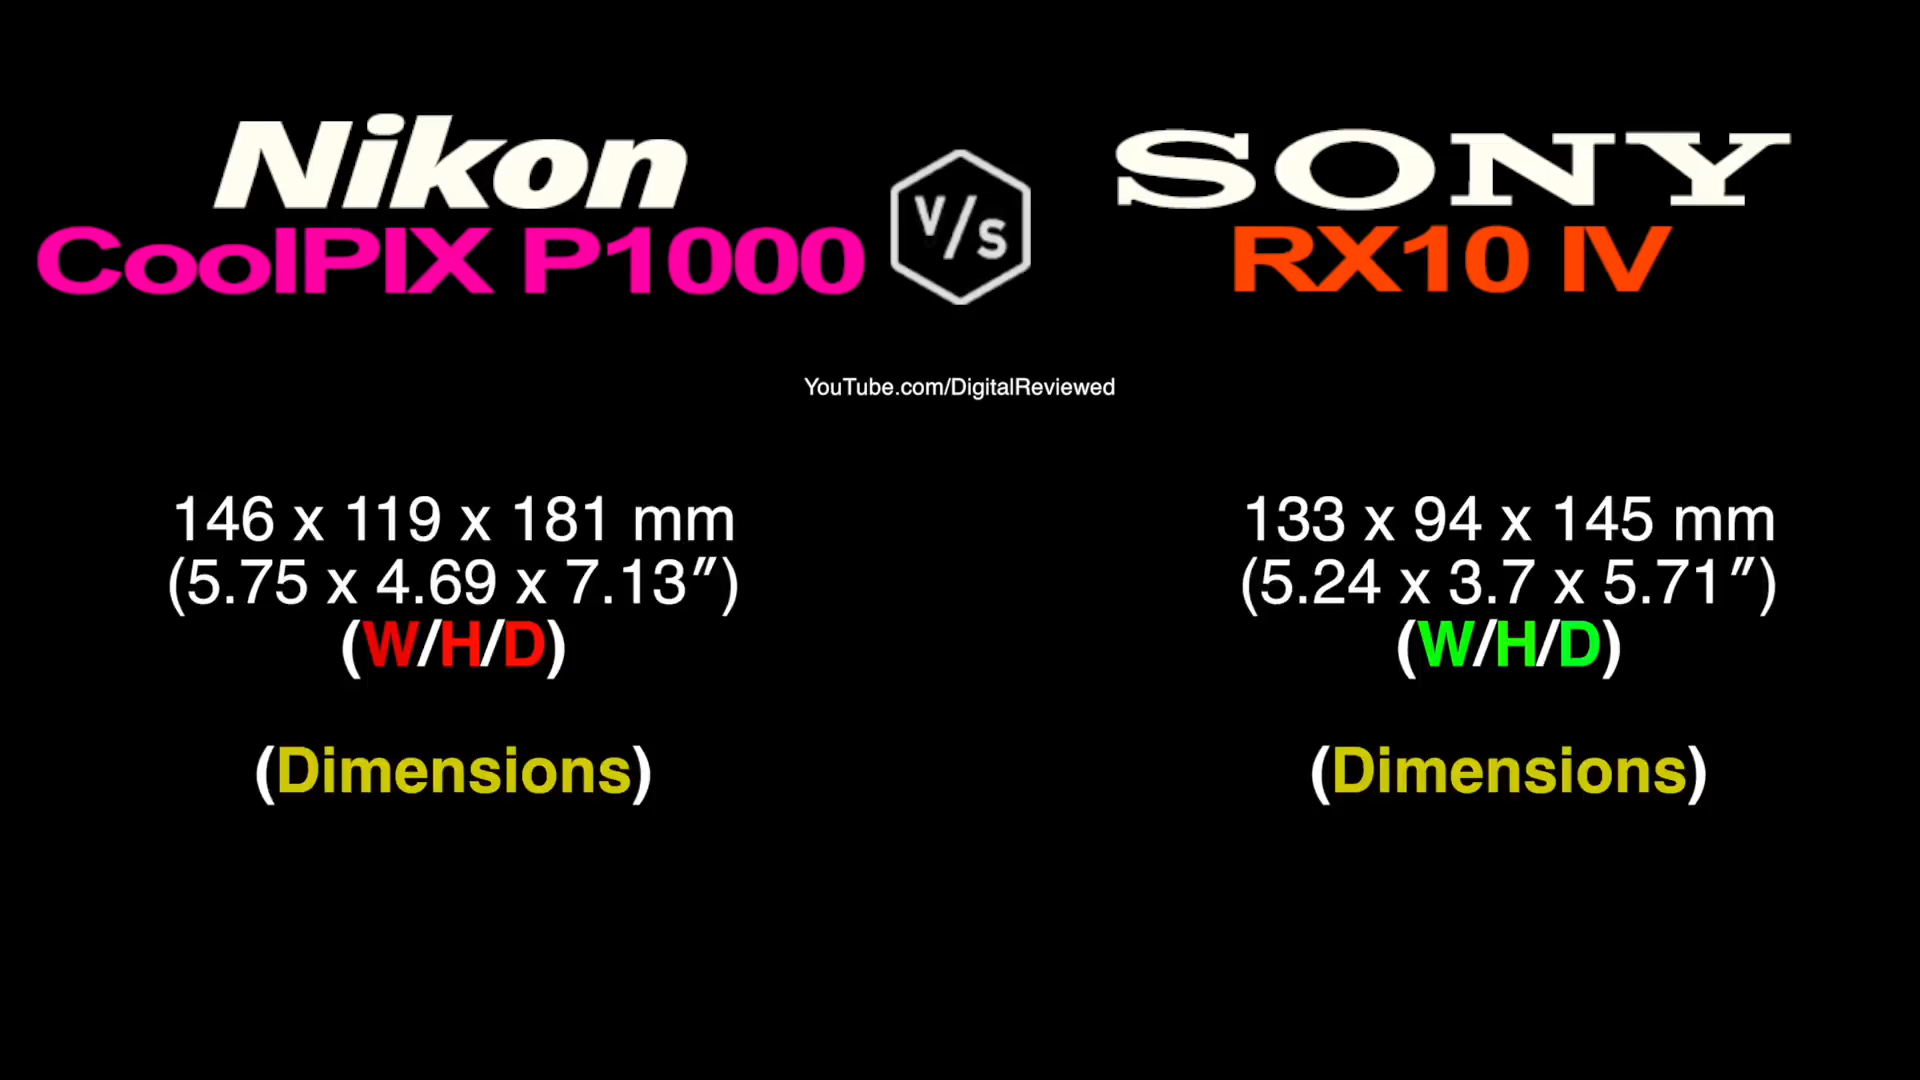 Nikon
CoolPIX P1000
V/s
SONY
RX10 IV
YouTube.com/DigitalReviewed
146 x 119 x 181 mm
(5.75 x 4.69 x 7.13″)
(W/H/D)
(Dimensions)
133 x 94 x 145 mm
(5.24 x 3.7 x 5.71″)
(W/H/D)
(Dimensions)